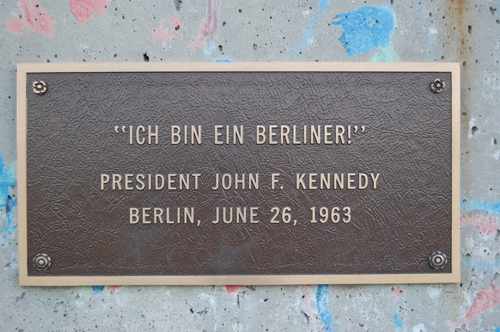 “ICH BIN EIN BERLINER!”
PRESIDENT JOHN F. KENNEDY
BERLIN, JUNE 26, 1963